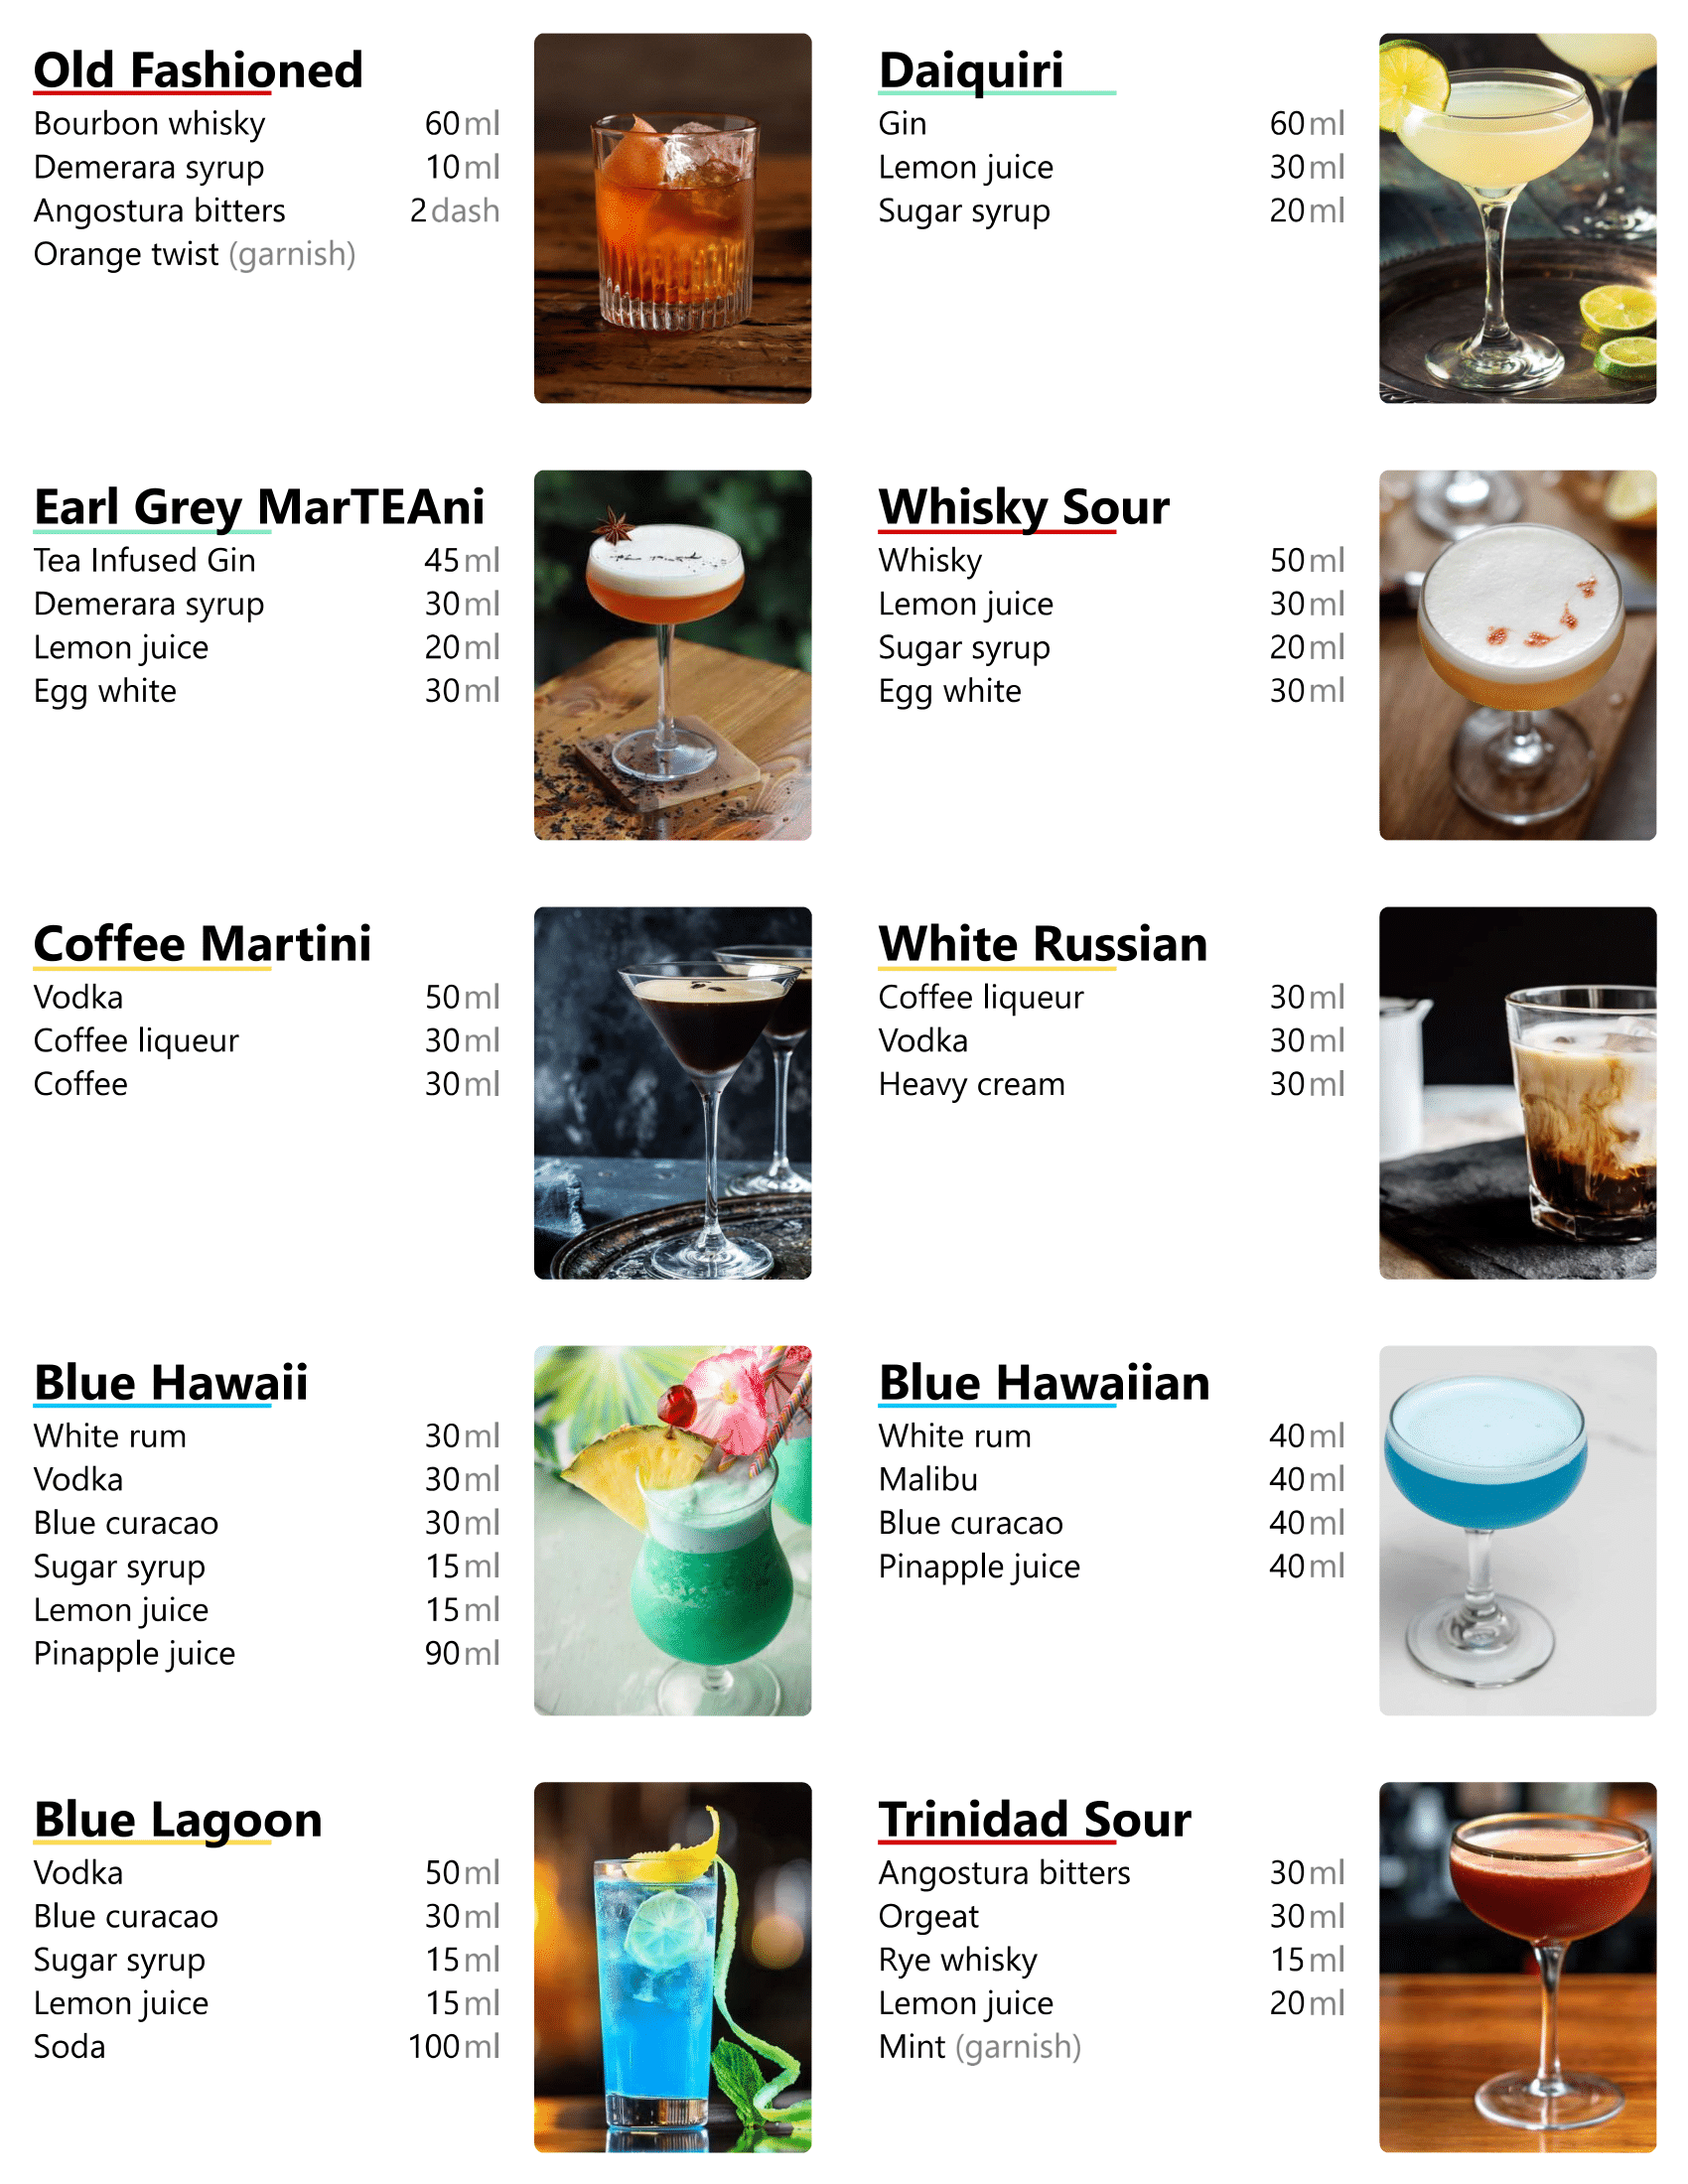 Old Fashioned
Bourbon whisky 60 ml
Demerara syrup 10 ml
Angostura bitters 2 dash
Orange twist (garnish)
Daiquiri
Gin 60 ml
Lemon juice 30 ml
Sugar syrup 20 ml
Earl Grey MarTEAni
Tea Infused Gin 45 ml
Demerara syrup 30 ml
Lemon juice 20 ml
Egg white 30 ml
Whisky Sour
Whisky 50 ml
Lemon juice 30 ml
Sugar syrup 20 ml
Egg white 30 ml
Coffee Martini
Vodka 50 ml
Coffee liqueur 30 ml
Coffee 30 ml
White Russian
Coffee liqueur 30 ml
Vodka 30 ml
Heavy cream 30 ml
Blue Hawaii
White rum 30 ml
Vodka 30 ml
Blue curacao 30 ml
Sugar syrup 15 ml
Lemon juice 15 ml
Pinapple juice 90 ml
Blue Hawaiian
White rum 40 ml
Malibu 40 ml
Blue curacao 40 ml
Pinapple juice 40 ml
Blue Lagoon
Vodka 50 ml
Blue curacao 30 ml
Sugar syrup 15 ml
Lemon juice 15 ml
Soda 100 ml
Trinidad Sour
Angostura bitters 30 ml
Orgeat 30 ml
Rye whisky 15 ml
Lemon juice 20 ml
Mint (garnish)